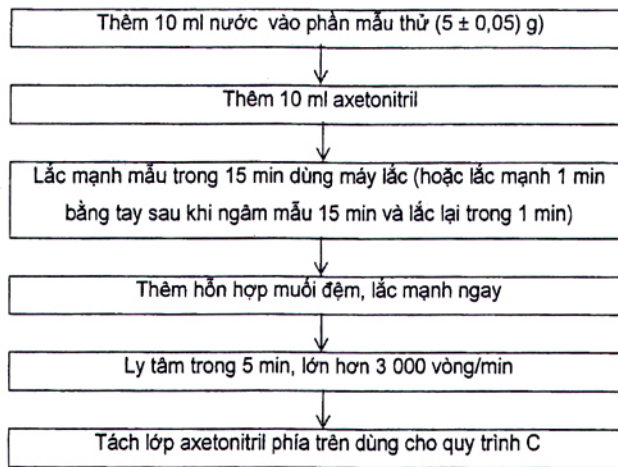 Thêm 10 ml nước vào phần mẫu thử (5 ± 0,05) g)
Thêm 10 ml axetonitril
Lắc mạnh mẫu trong 15 min dùng máy lắc (hoặc lắc mạnh 1 min
bằng tay sau khi ngâm mẫu 15 min và lắc lại trong 1 min)
Thêm hỗn hợp muối đệm, lắc mạnh ngay
Ly tâm trong 5 min, lớn hơn 3 000 vòng/min
Tách lớp axetonitril phía trên dùng cho quy trình C